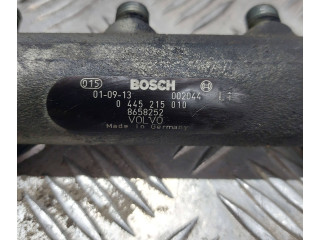 015 BOSCH
01-09-13 002044
0 445 215 010
8658252
VOLVO
Made in Germany